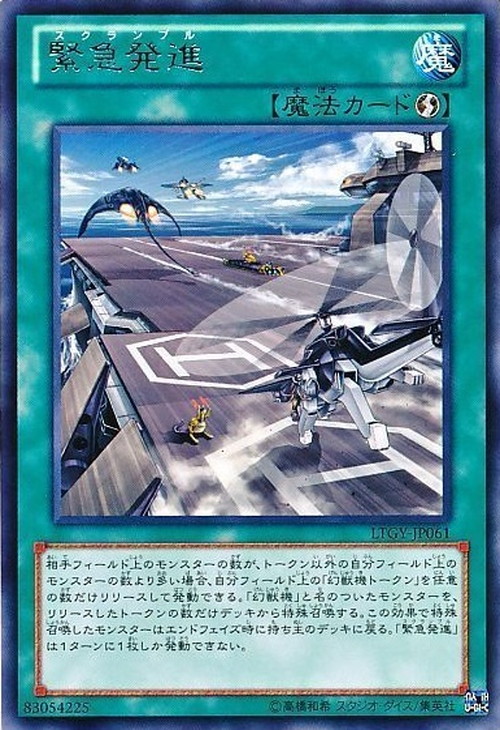 スクランブル
緊急発進
魔
【魔法カード】
LTGY-JP061
相手フィールド上のモンスターの数が、トークン以外の自分フィールド上の
モンスターの数より多い場合、自分フィールド上の「幻獣機トークン」を任意
の数だけリリースして発動できる。「幻獣機」と名のついたモンスターを、
リリースしたトークンの数だけデッキから特殊召喚する。この効果で特殊
召喚したモンスターはエンドフェイズ時に持ち主のデッキに戻る。「緊急発進」
は1ターンに1枚しか発動できない。
83054225
©高橋和希 スタジオ・ダイス/集英社